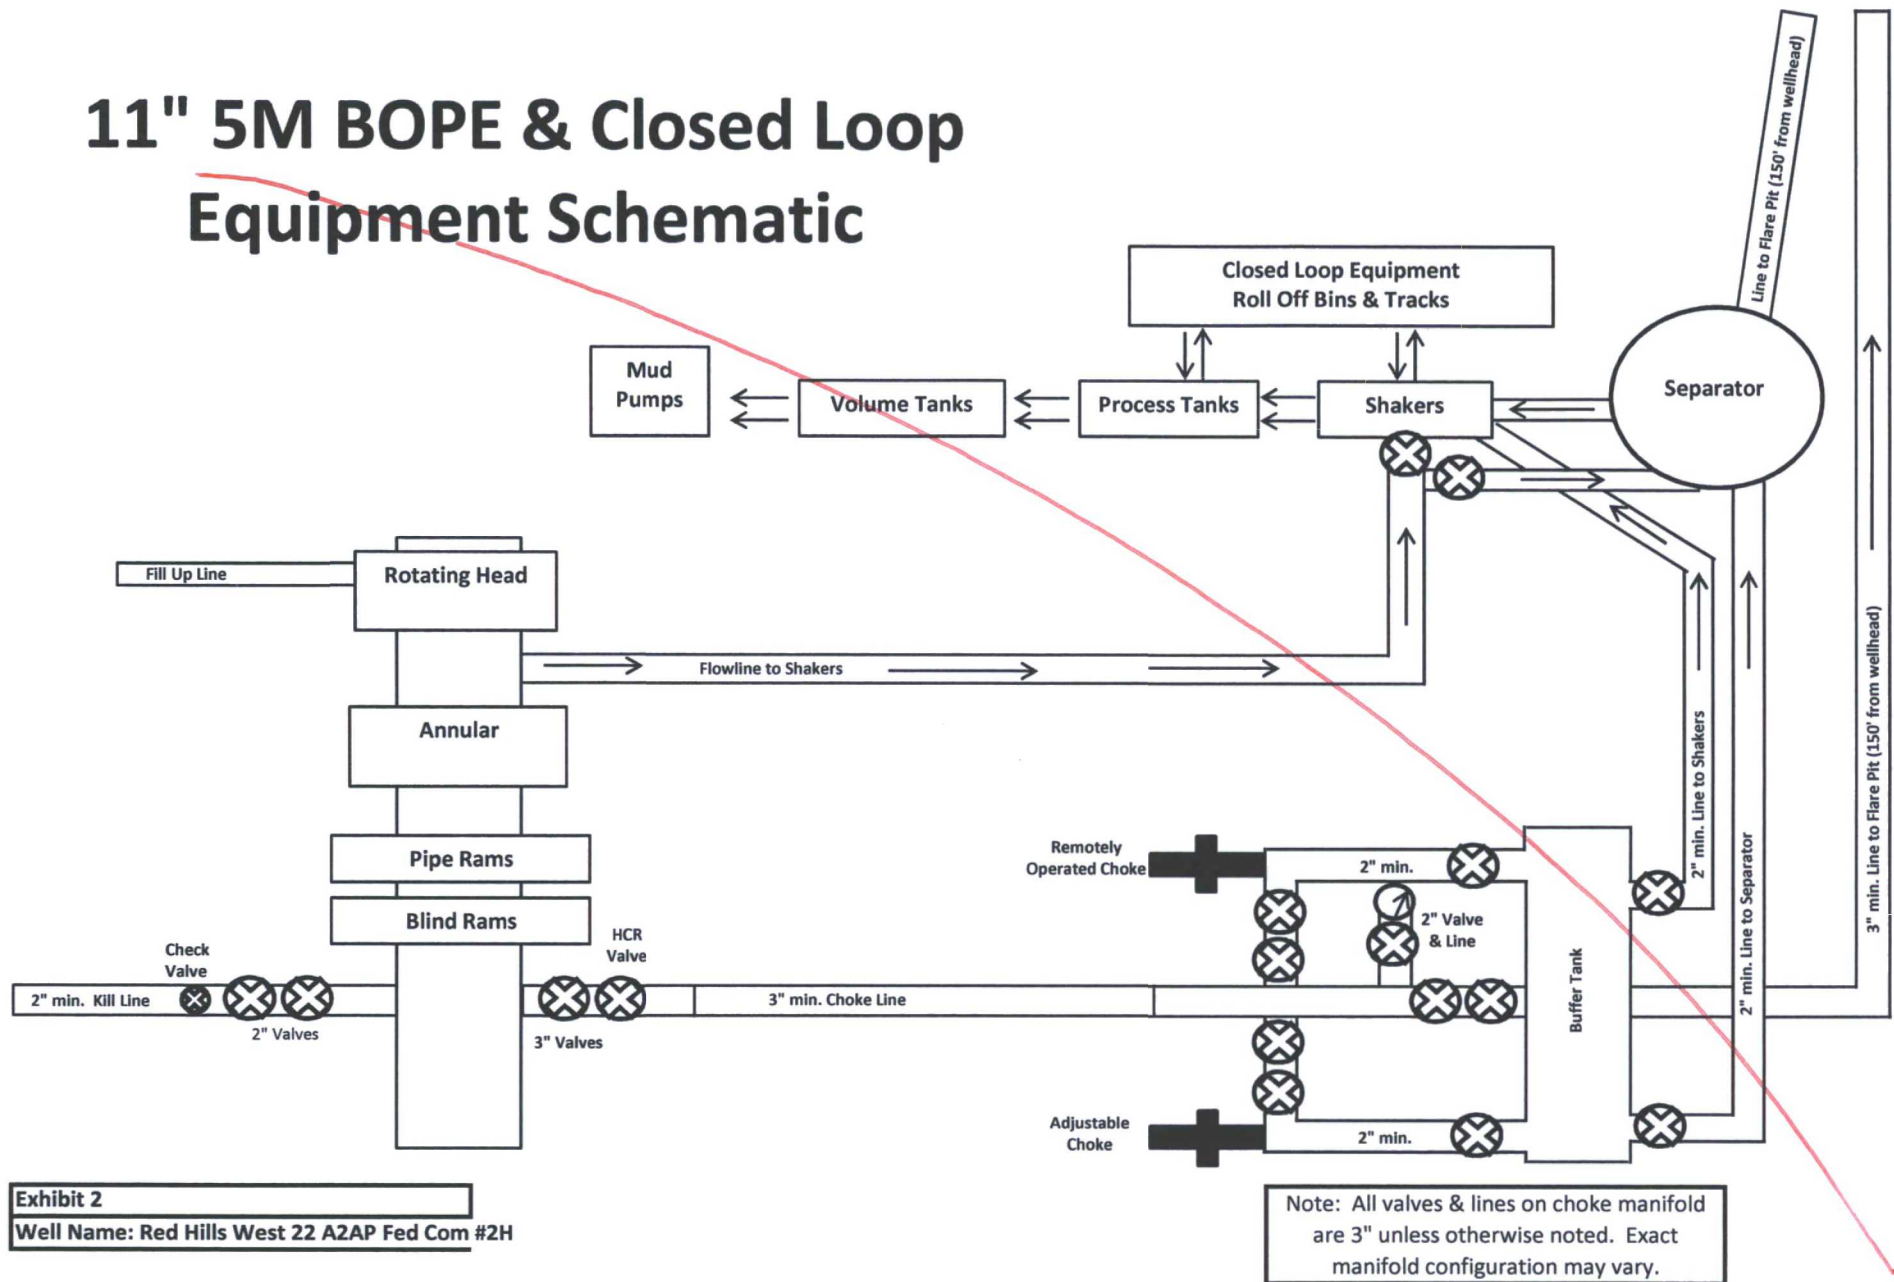 11" 5M BOPE & Closed Loop
Equipment Schematic
Line to Flare Pit (150' from wellhead)
Closed Loop Equipment
Roll Off Bins & Tracks
Mud
Pumps
Volume Tanks
Process Tanks
Shakers
Separator
Fill Up Line
Rotating Head
Flowline to Shakers
Annular
Pipe Rams
Blind Rams
Check
Valve
HCR
Valve
2" min. Kill Line
2" Valves
3" Valves
3" min. Choke Line
Remotely
Operated Choke
2" min.
2" Valve
& Line
Buffer Tank
2" min. Line to Shakers
2" min. Line to Separator
3" min. Line to Flare Pit (150' from wellhead)
Adjustable
Choke
2" min.
Exhibit 2
Well Name: Red Hills West 22 A2AP Fed Com #2H
Note: All valves & lines on choke manifold
are 3" unless otherwise noted. Exact
manifold configuration may vary.